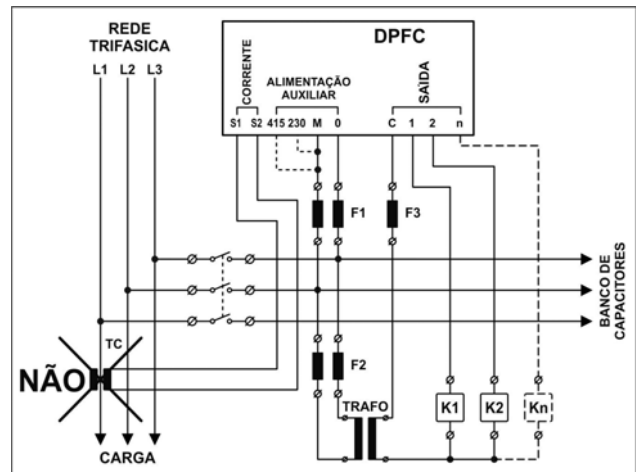 REDE
TRIFASICA
L1 L2 L3
DPFC
CORRENTE
ALIMENTAÇÃO
AUXILIAR
SAÌDA
S1 S2 415 230 M 0 C 1 2 n
F1
F3
F2
TC
NÃO
TRAFO
K1
K2
Kn
CARGA
BANCO DE
CAPACITORES